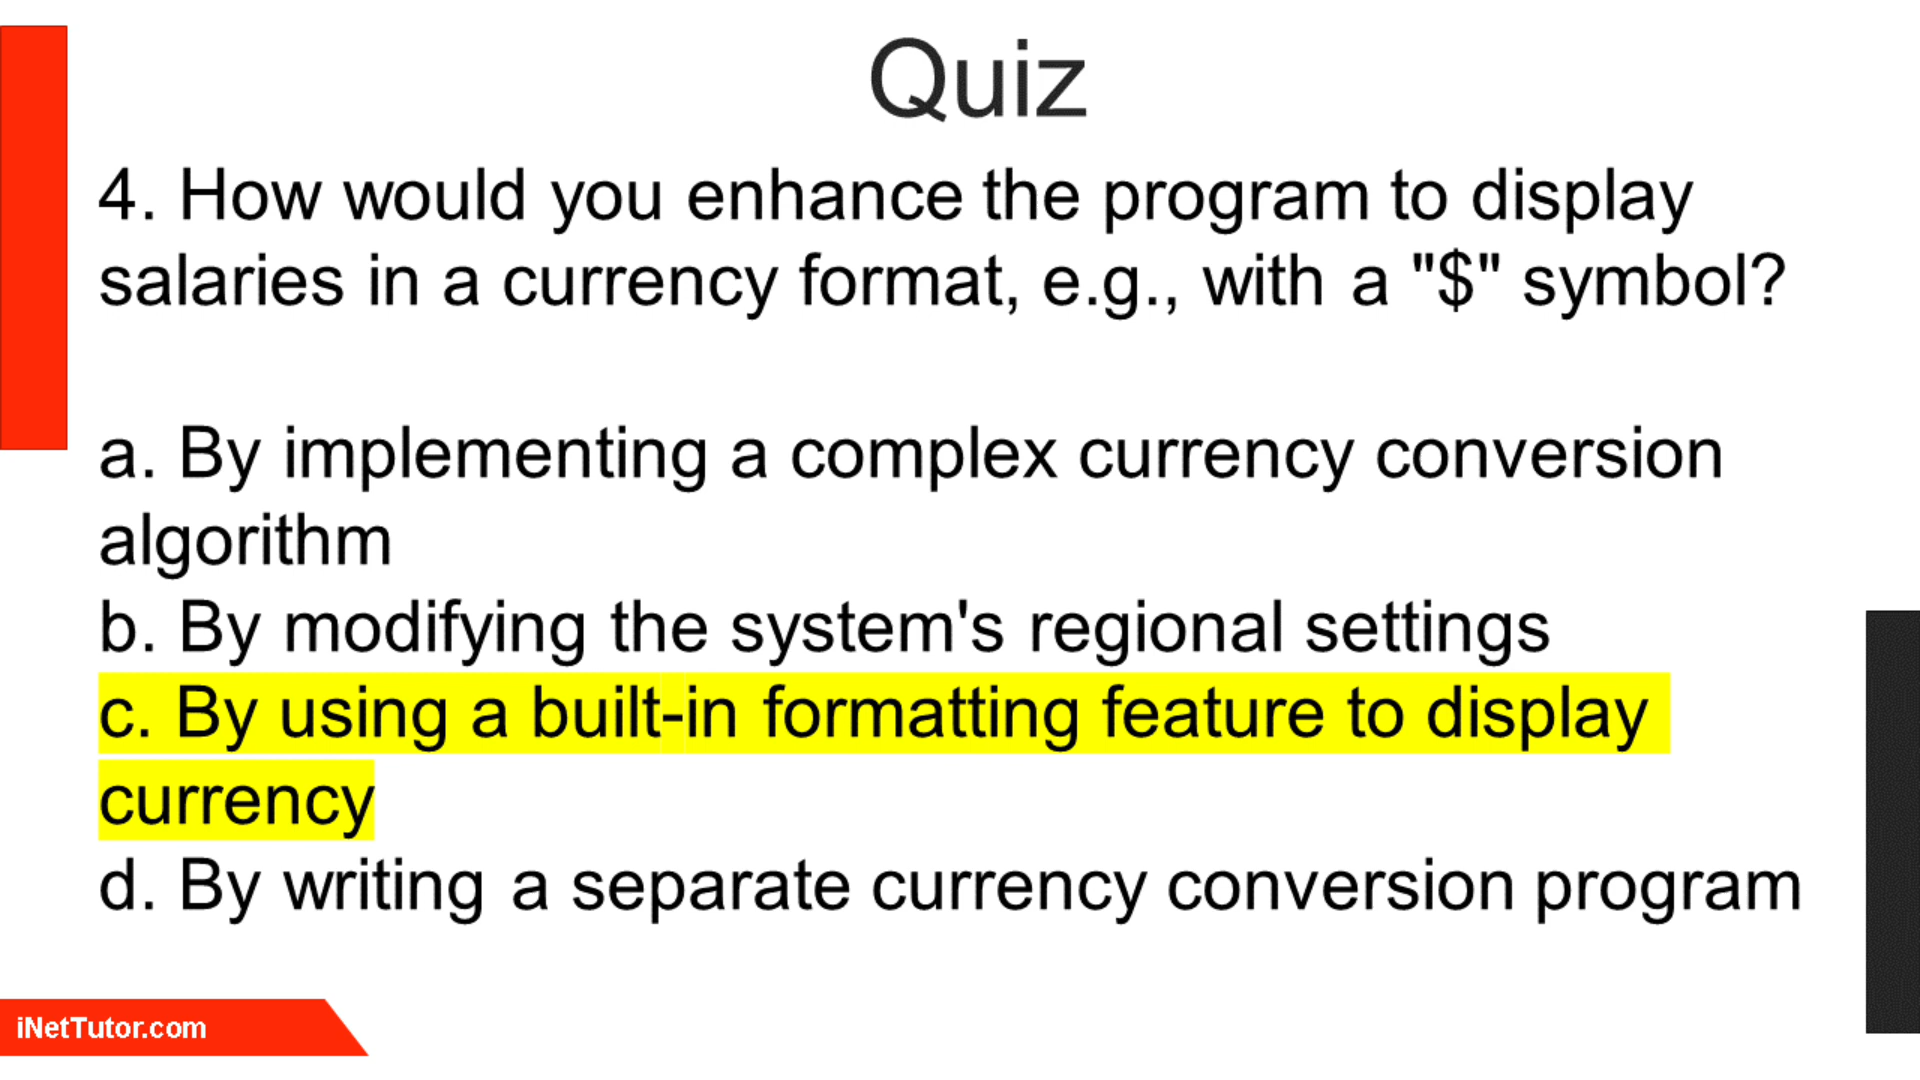 Quiz
4. How would you enhance the program to display
salaries in a currency format, e.g., with a "$" symbol?
a. By implementing a complex currency conversion
algorithm
b. By modifying the system's regional settings
c. By using a built-in formatting feature to display
currency
d. By writing a separate currency conversion program
iNetTutor.com